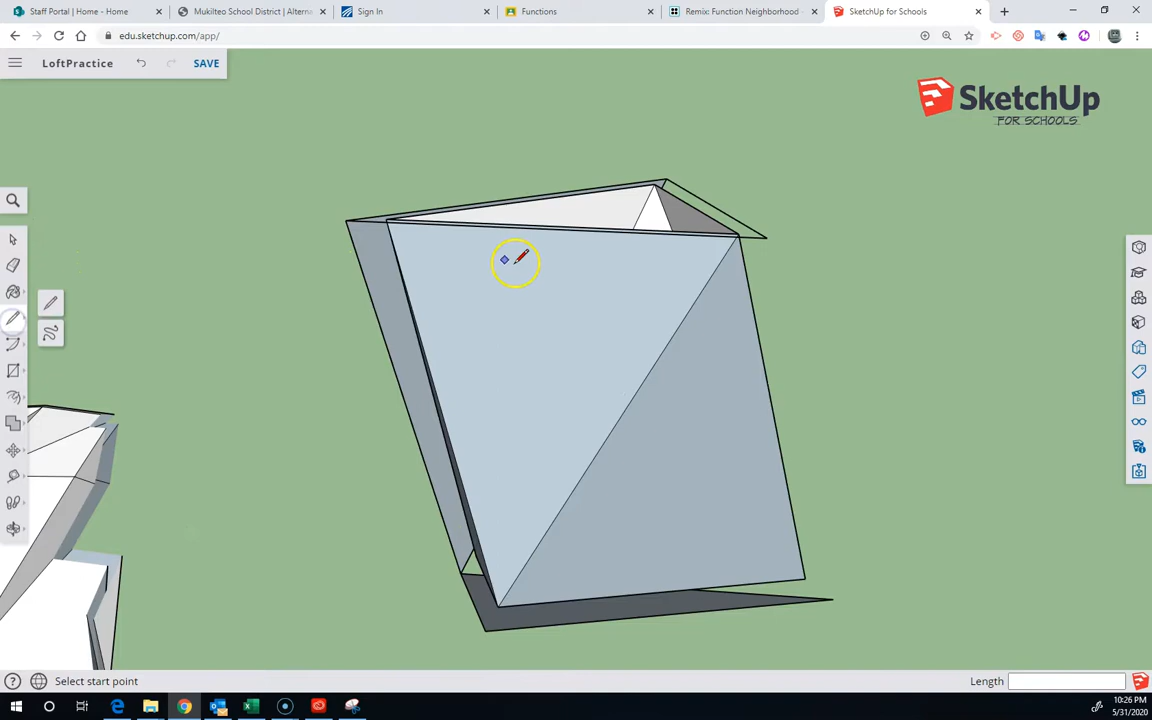 Staff Portal | Home - Home
Mukilteo School District | Altern
Sign In
Functions
Remix: Function Neighborhood -
SketchUp for Schools
edu.sketchup.com/app/
LoftPractice
SAVE
SketchUp
FOR SCHOOLS
Select start point
Length
10:26 PM
5/31/2020